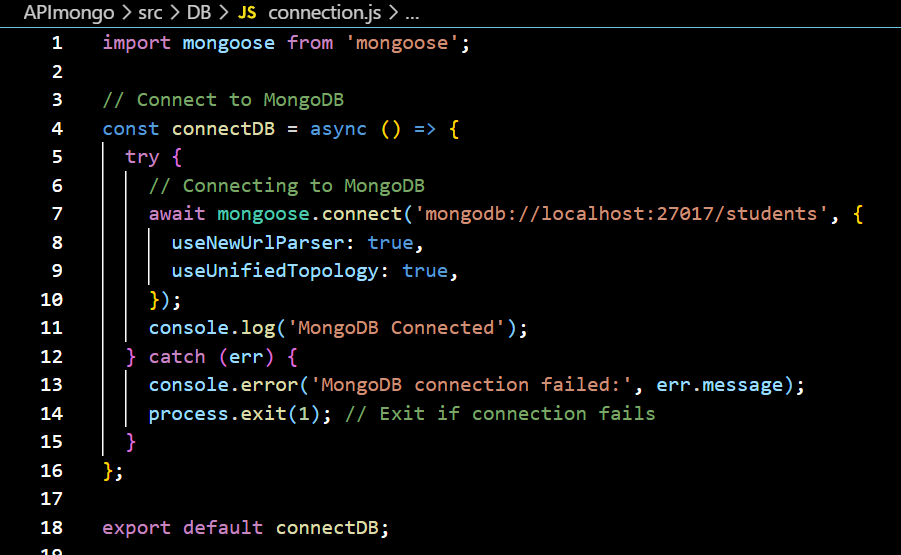 APImongo > src > DB > JS connection.js > ...
1 import mongoose from 'mongoose';
2
3 // Connect to MongoDB
4 const connectDB = async () => {
5 try {
6 // Connecting to MongoDB
7 await mongoose.connect('mongodb://localhost:27017/students', {
8 useNewUrlParser: true,
9 useUnifiedTopology: true,
10 });
11 console.log('MongoDB Connected');
12 } catch (err) {
13 console.error('MongoDB connection failed:', err.message);
14 process.exit(1); // Exit if connection fails
15 }
16 };
17
18 export default connectDB;
19